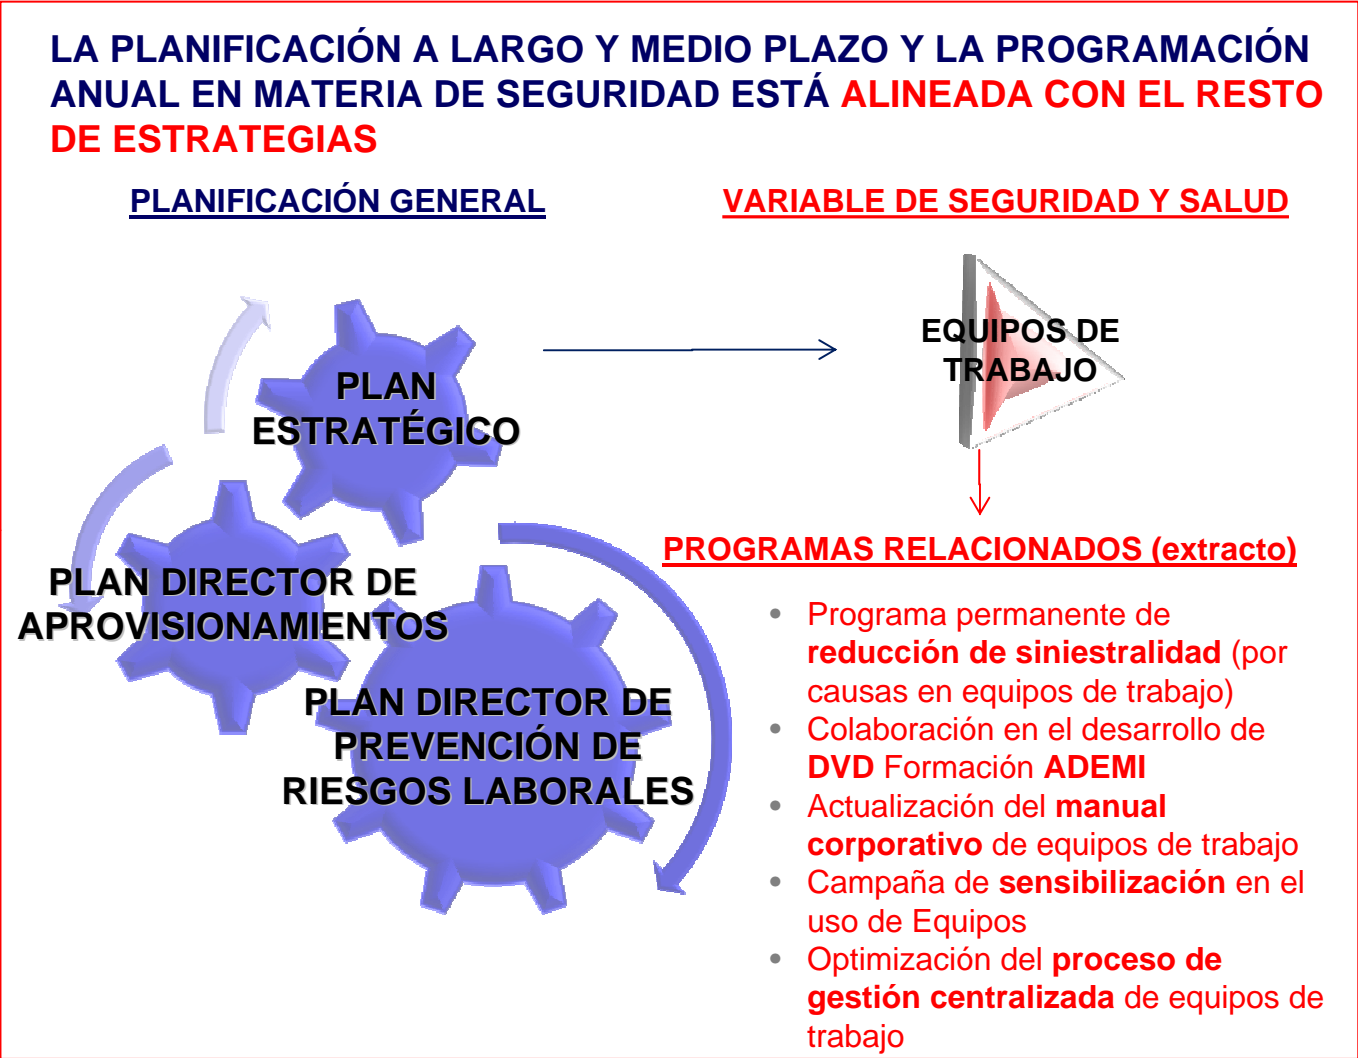 LA PLANIFICACIÓN A LARGO Y MEDIO PLAZO Y LA PROGRAMACIÓN
ANUAL EN MATERIA DE SEGURIDAD ESTÁ ALINEADA CON EL RESTO
DE ESTRATEGIAS
PLANIFICACIÓN GENERAL
VARIABLE DE SEGURIDAD Y SALUD
PLAN
ESTRATÉGICO
PLAN DIRECTOR DE
APROVISIONAMIENTOS
PLAN DIRECTOR DE
PREVENCIÓN DE
RIESGOS LABORALES
EQUIPOS DE
TRABAJO
PROGRAMAS RELACIONADOS (extracto)
• Programa permanente de
reducción de siniestralidad (por
causas en equipos de trabajo)
• Colaboración en el desarrollo de
DVD Formación ADEMI
• Actualización del manual
corporativo de equipos de trabajo
• Campaña de sensibilización en el
uso de Equipos
• Optimización del proceso de
gestión centralizada de equipos de
trabajo